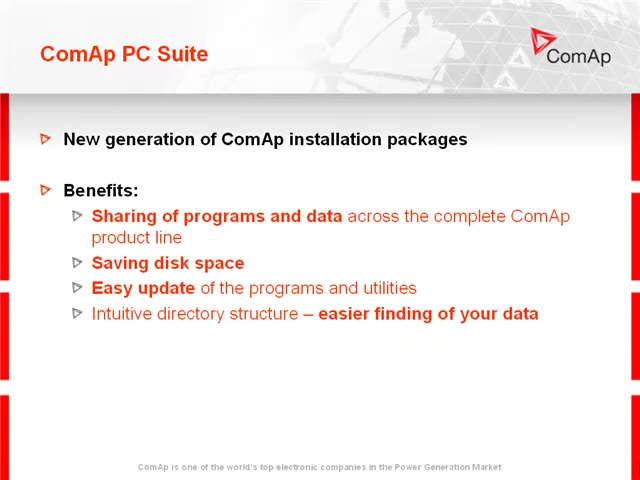 ComAp PC Suite
ComAp
New generation of ComAp installation packages
Benefits:
Sharing of programs and data across the complete ComAp
product line
Saving disk space
Easy update of the programs and utilities
Intuitive directory structure – easier finding of your data
ComAp is one of the world's top electronic companies in the Power Generation Market